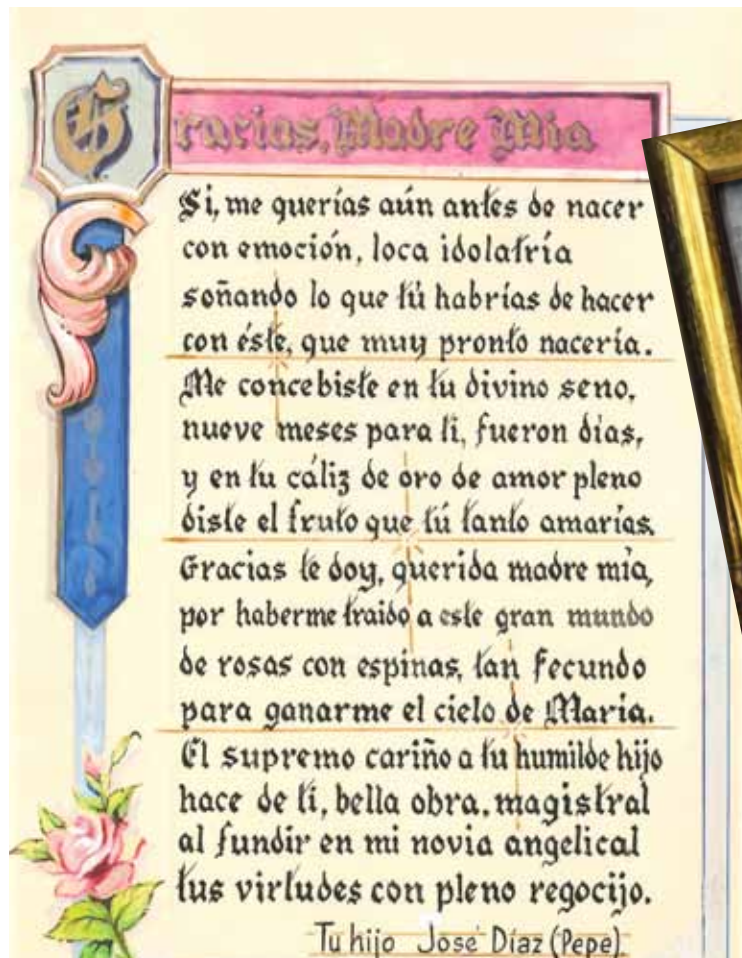 Gracias, Madre Mía
Si, me querías aún antes de nacer
con emoción, loca idolatría
soñando lo que tú habrías de hacer
con éste, que muy pronto nacería.
Me concebiste en tu divino seno,
nueve meses para ti, fueron días,
y en tu cáliz de oro de amor pleno
diste el fruto que tú tanto amarías.
Gracias te doy, querida madre mía,
por haberme traido a este gran mundo
de rosas con espinas, tan fecundo
para ganarme el cielo de María.
El supremo cariño a tu humilde hijo
hace de ti, bella obra, magistral
al fundir en mi novia angelical
tus virtudes con pleno regocijo.
Tu hijo José Díaz (Pepe)